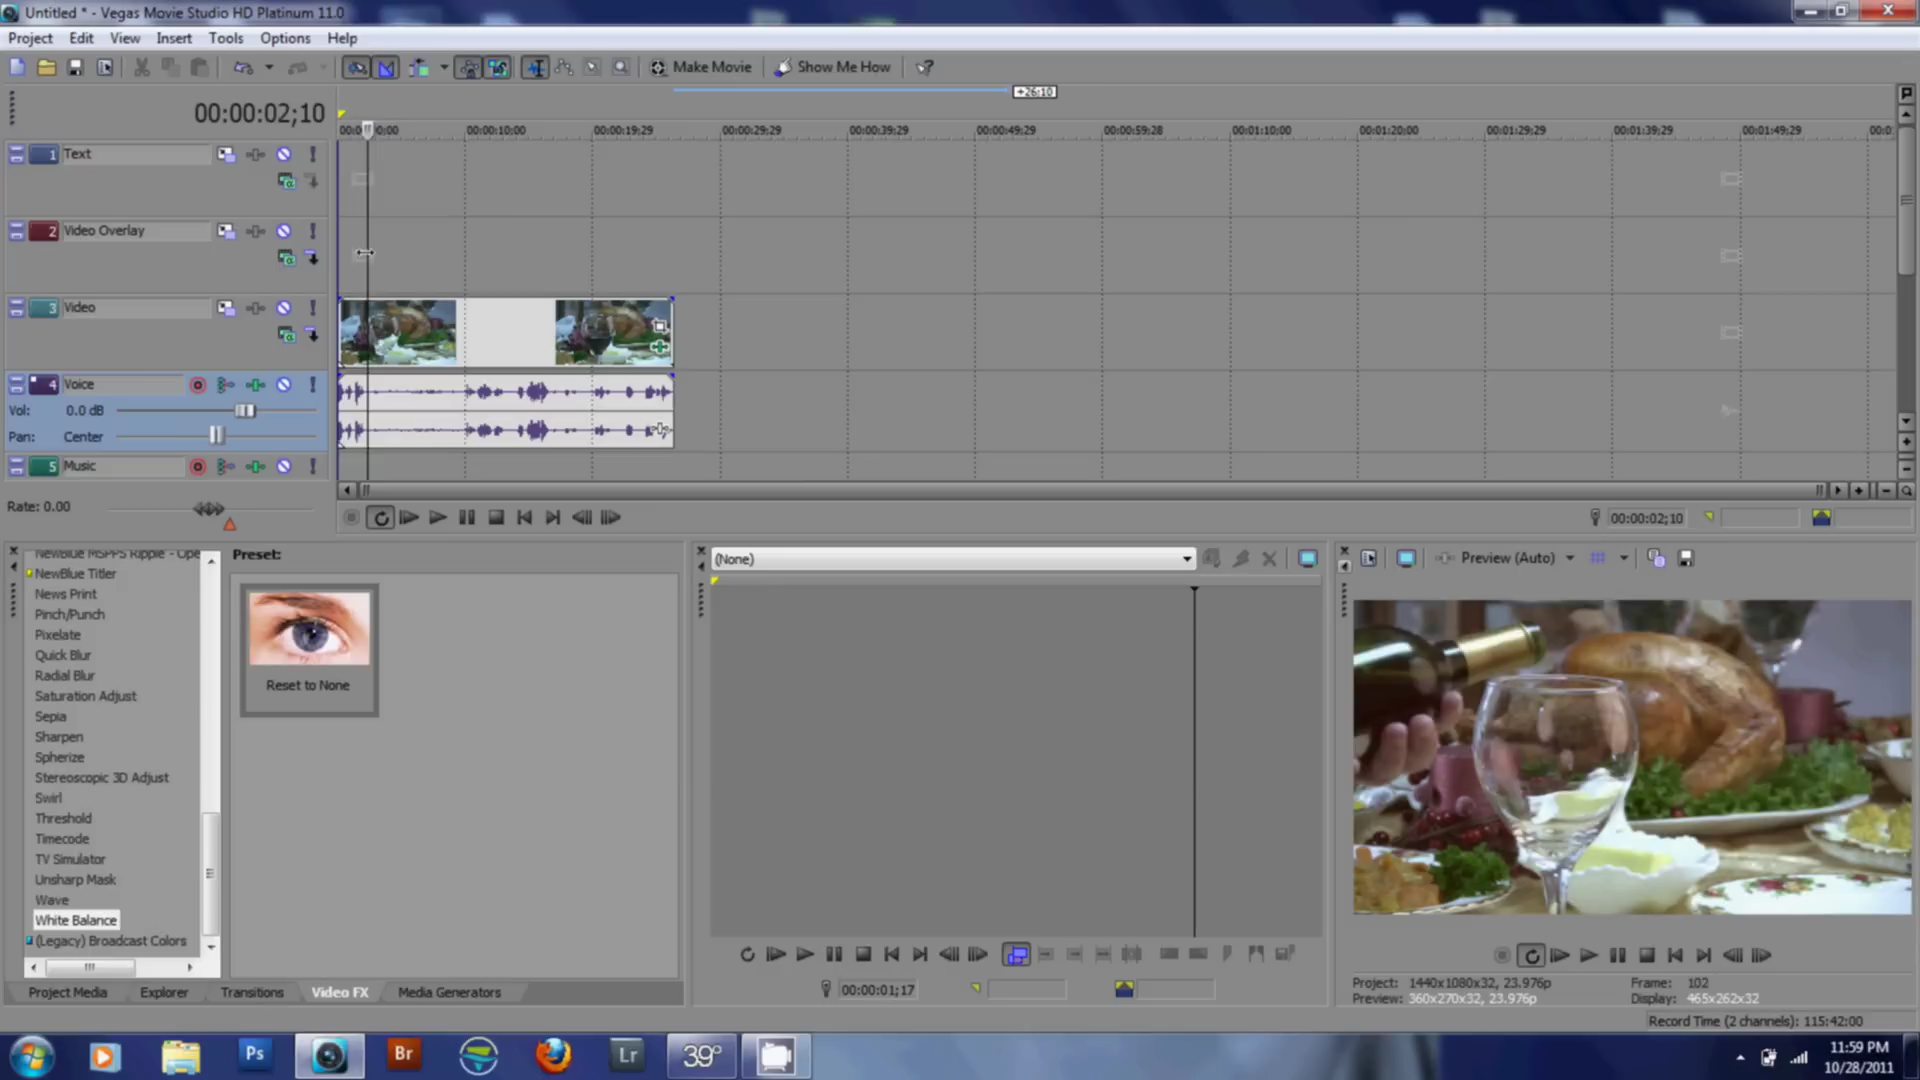 Untitled * - Vegas Movie Studio HD Platinum 11.0
Project Edit View Insert Tools Options Help
Make Movie Show Me How
+26:10
00:00:02;10
00:00:10;00 00:00:19;29 00:00:29;29 00:00:39;29 00:00:49;29 00:00:59;28 00:01:10;00 00:01:20;00 00:01:29;29 00:01:39;29 00:01:49;29
1 Text
2 Video Overlay
3 Video
4 Voice
Vol: 0.0 dB
Pan: Center
5 Music
Rate: 0.00
00:00:02;10
NewBlue MSPPS Ripple - Ope
NewBlue Titler
News Print
Pinch/Punch
Pixelate
Quick Blur
Radial Blur
Saturation Adjust
Sepia
Sharpen
Spherize
Stereoscopic 3D Adjust
Swirl
Threshold
Timecode
TV Simulator
Unsharp Mask
Wave
White Balance
(Legacy) Broadcast Colors
Preset:
Reset to None
Project Media Explorer Transitions Video FX Media Generators
(None)
00:00:01;17
Preview (Auto)
Project: 1440x1080x32, 23.976p Frame: 102
Preview: 360x270x32, 23.976p Display: 465x262x32
Record Time (2 channels): 115:42:00
Ps Br Lr 39° 11:59 PM
10/28/2011